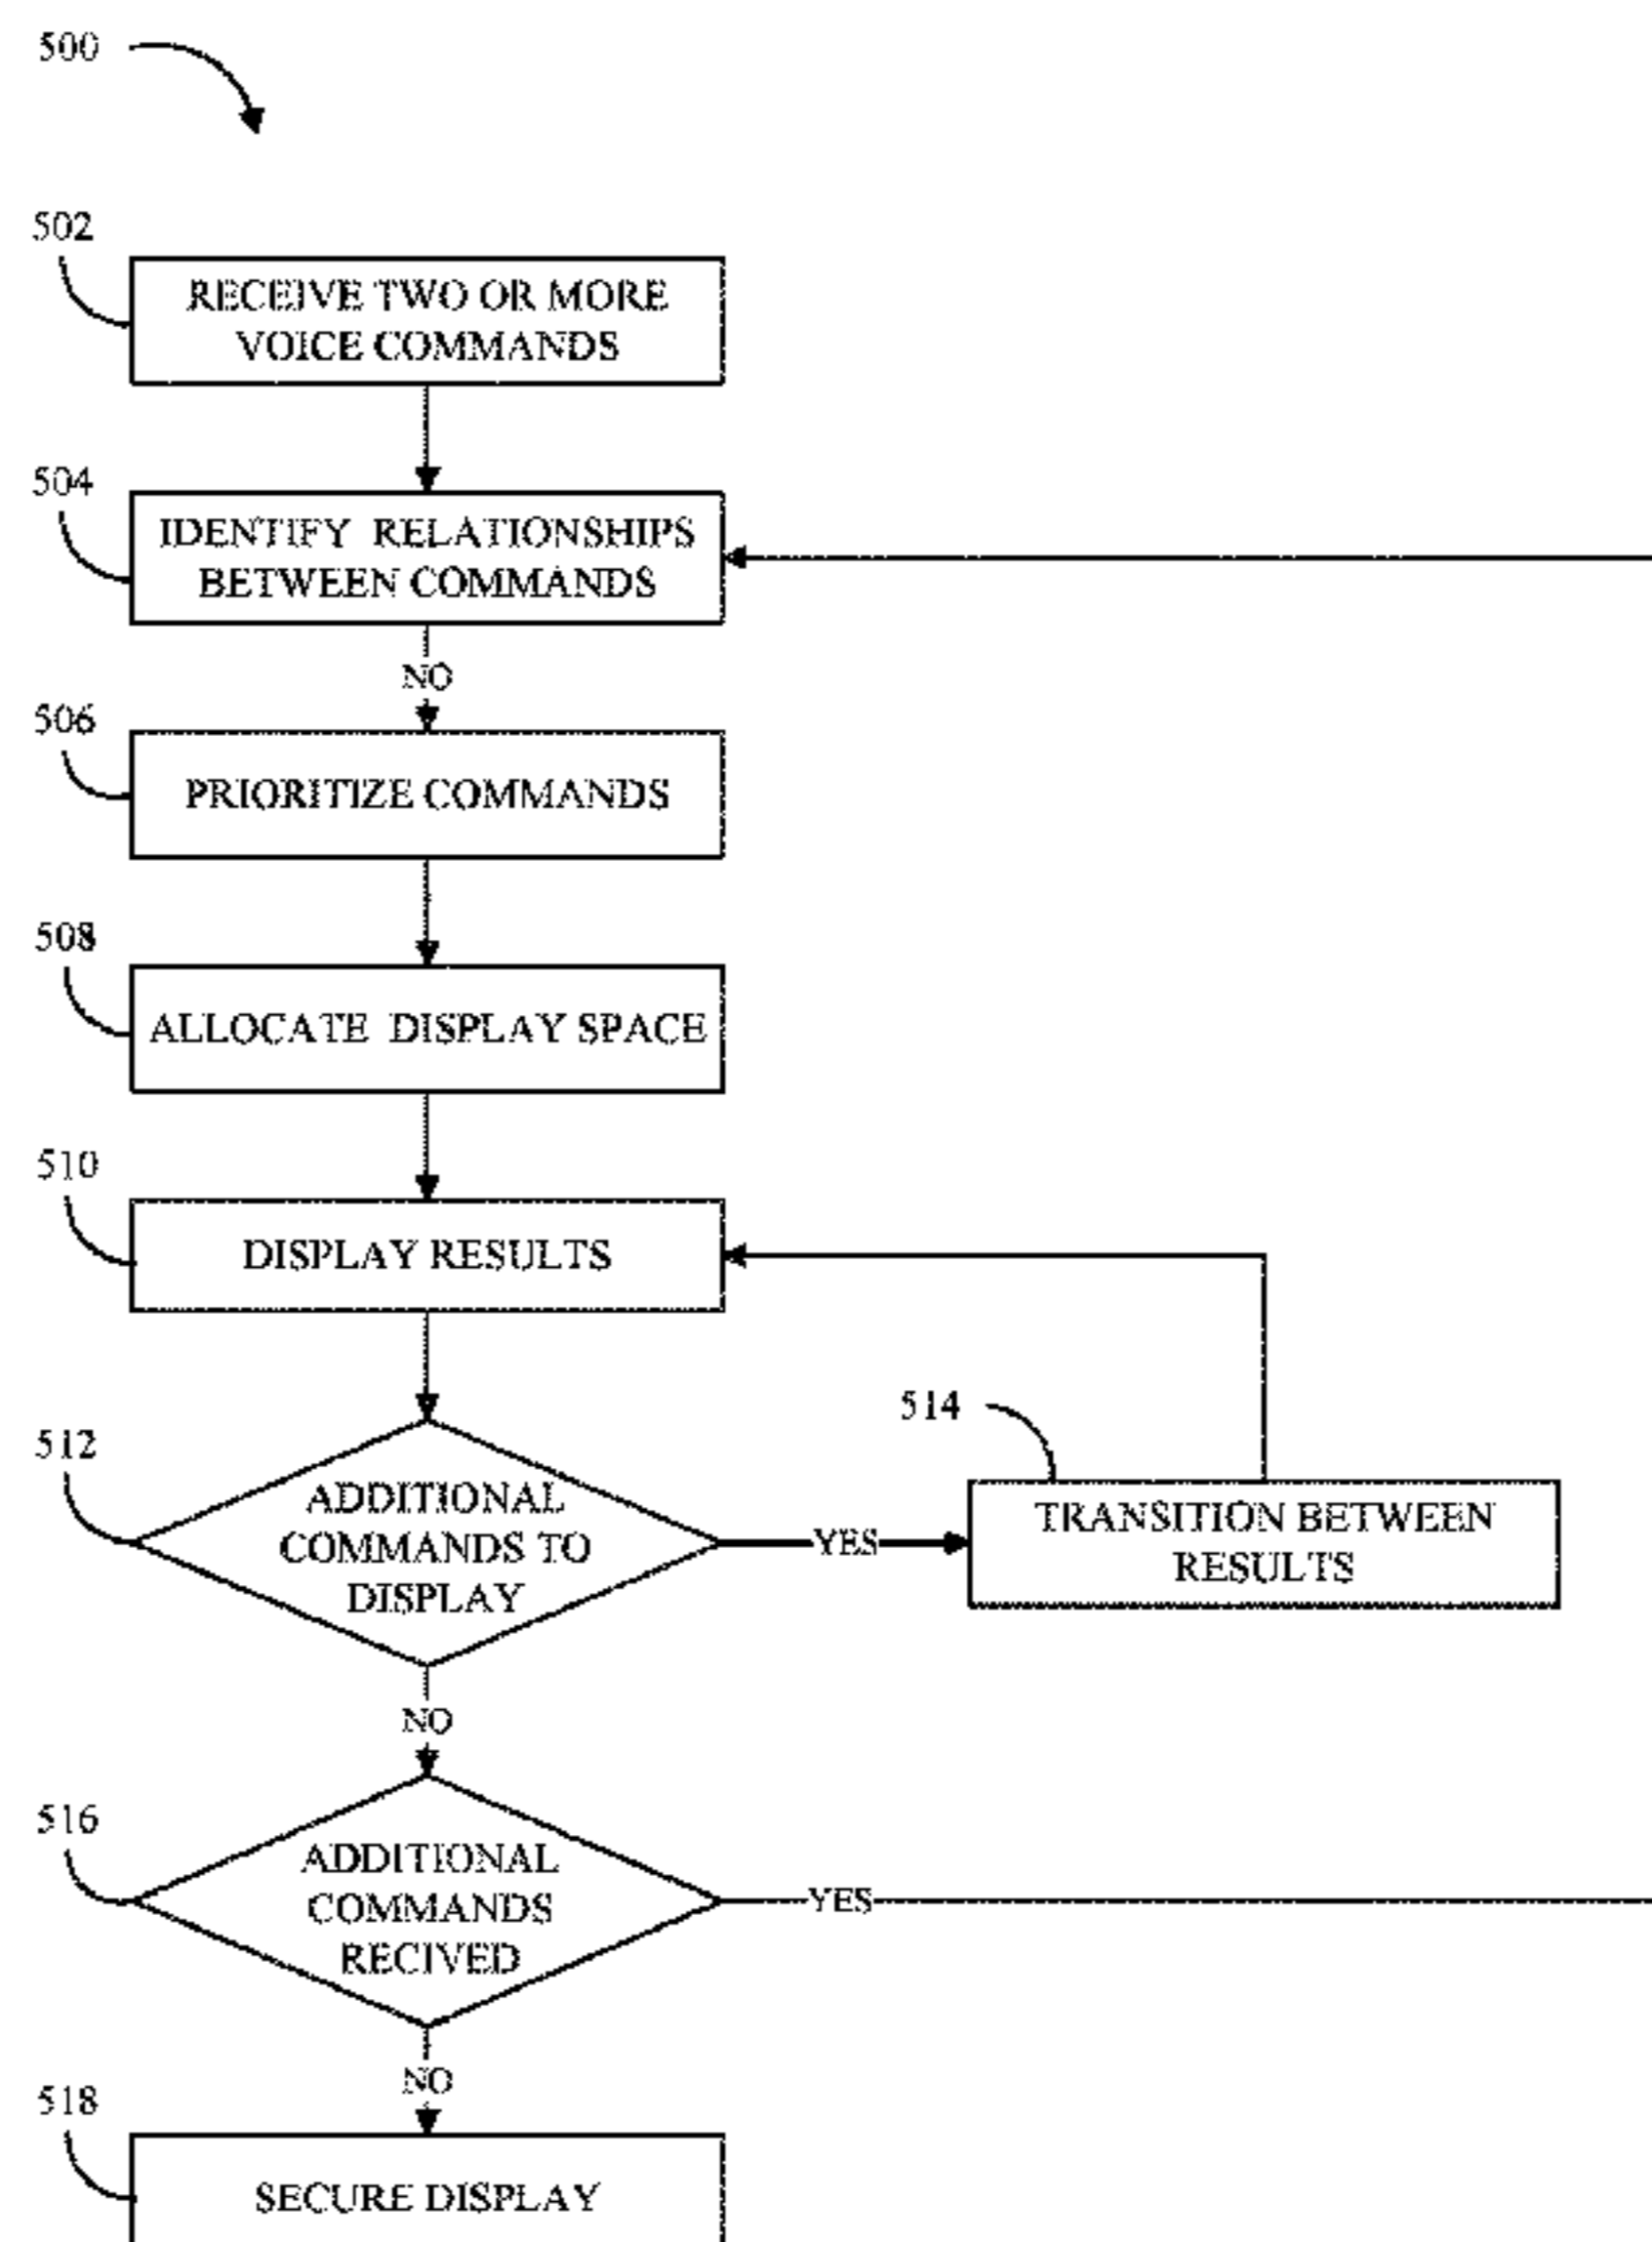 500
502
RECEIVE TWO OR MORE
VOICE COMMANDS
504
IDENTIFY RELATIONSHIPS
BETWEEN COMMANDS
NO
506
PRIORITIZE COMMANDS
508
ALLOCATE DISPLAY SPACE
510
DISPLAY RESULTS
512
ADDITIONAL
COMMANDS TO
DISPLAY
YES
514
TRANSITION BETWEEN
RESULTS
NO
516
ADDITIONAL
COMMANDS
RECIVED
YES
NO
518
SECURE DISPLAY